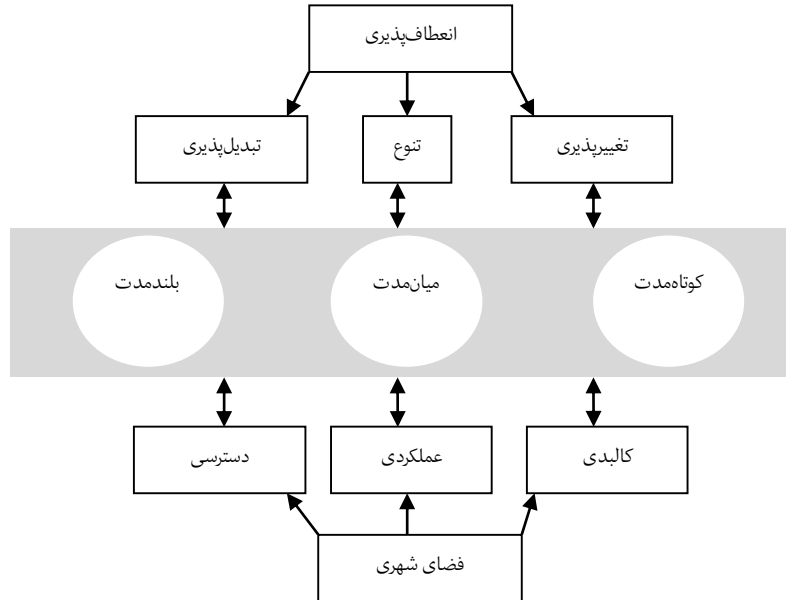 انعطاف‌پذیری
تغییرپذیری
تنوع
تبدیل‌پذیری
کوتاه‌مدت
میان‌مدت
بلندمدت
کالبدی
عملکردی
دسترسی
فضای شهری